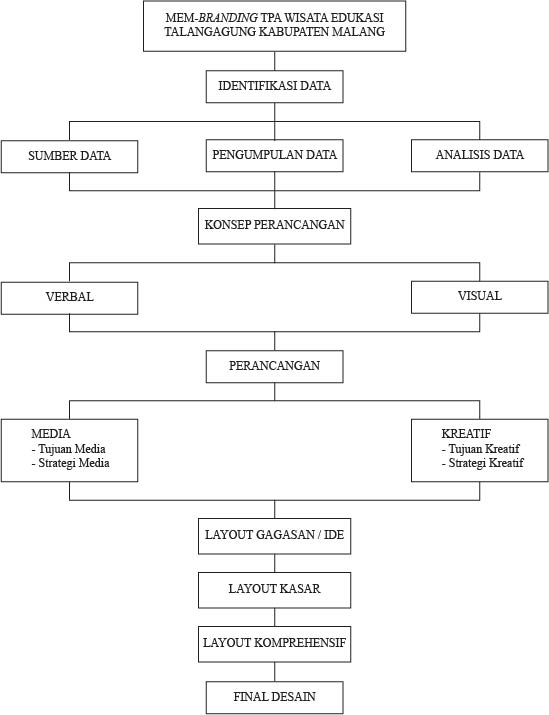 MEM-BRANDING TPA WISATA EDUKASI
TALANGAGUNG KABUPATEN MALANG
IDENTIFIKASI DATA
SUMBER DATA
PENGUMPULAN DATA
ANALISIS DATA
KONSEP PERANCANGAN
VERBAL
VISUAL
PERANCANGAN
MEDIA
- Tujuan Media
- Strategi Media
KREATIF
- Tujuan Kreatif
- Strategi Kreatif
LAYOUT GAGASAN / IDE
LAYOUT KASAR
LAYOUT KOMPREHENSIF
FINAL DESAIN